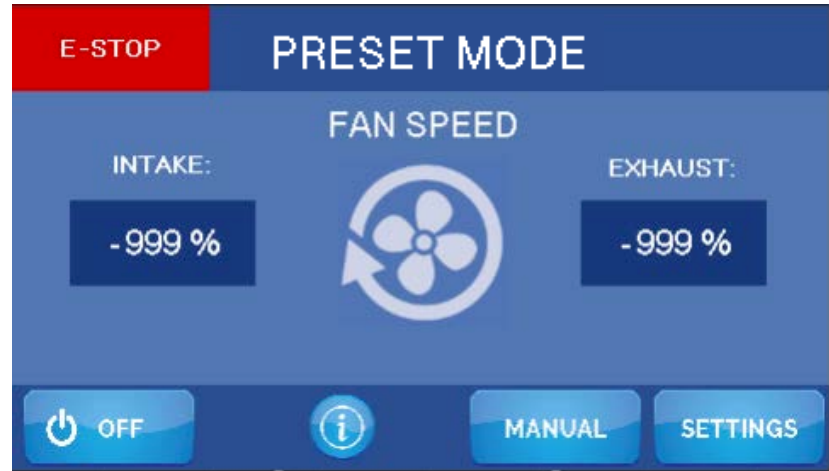 E-STOP
PRESET MODE
FAN SPEED
INTAKE:
EXHAUST:
-999 %
-999 %
OFF
i
MANUAL
SETTINGS